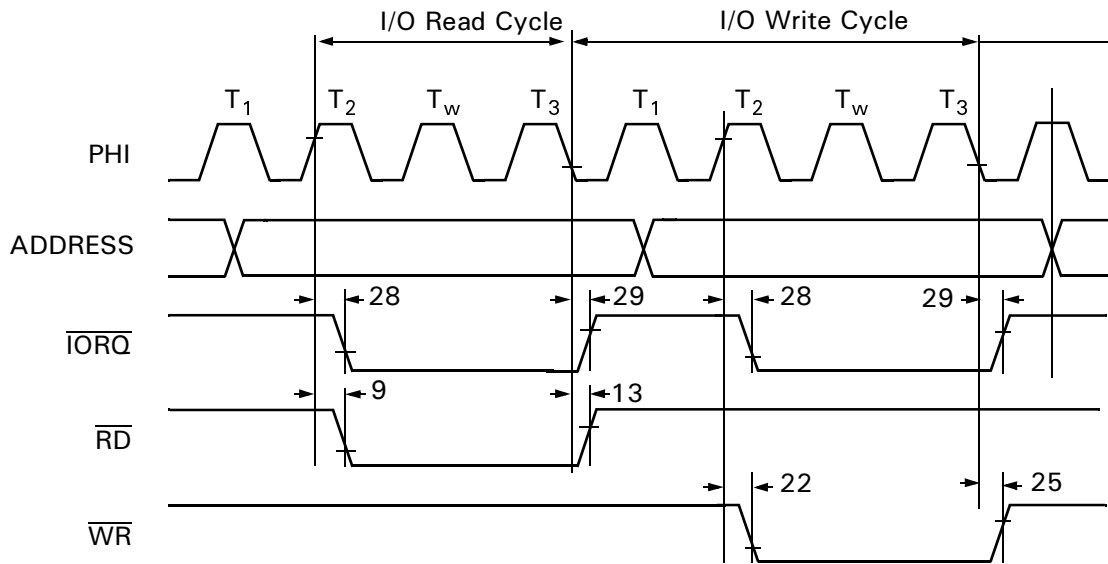 I/O Read Cycle I/O Write Cycle
T1 T2 Tw T3 T1 T2 Tw T3
PHI
ADDRESS
28 29 28 29
IORQ
9 13
RD
22 25
WR